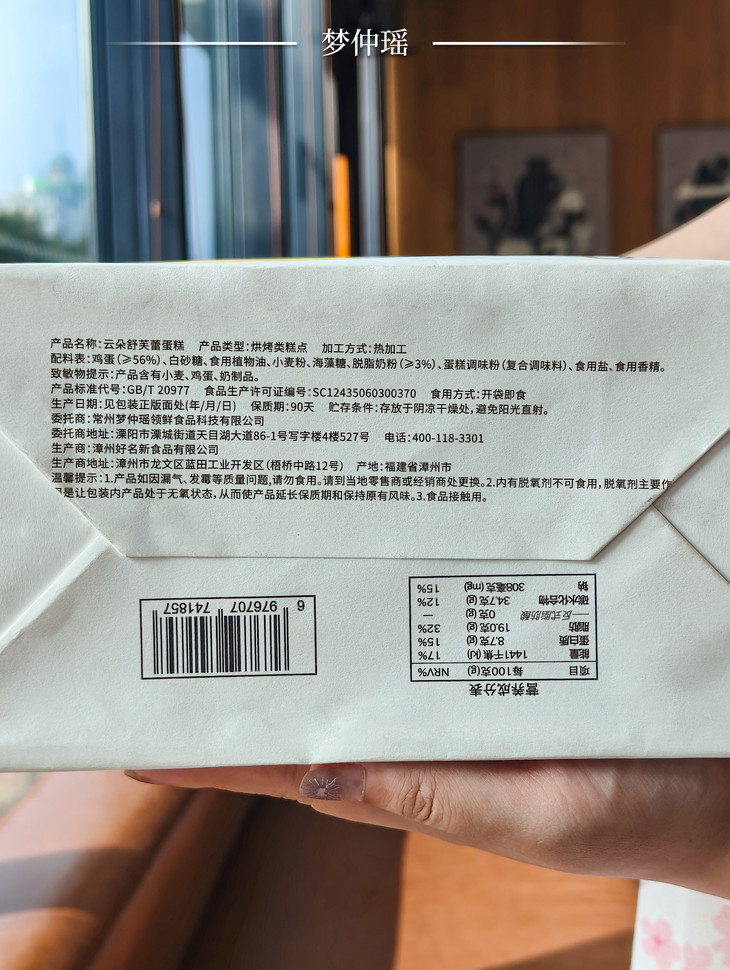 梦仲瑶
产品名称:云朵舒芙蕾蛋糕 产品类型:烘烤类糕点 加工方式:热加工
配料表:鸡蛋(≥56%)、白砂糖、食用植物油、小麦粉、海藻糖、脱脂奶粉(≥3%)、蛋糕调味粉(复合调味料)、食用盐、食用香精。
致敏物提示:产品含有小麦、鸡蛋、奶制品。
产品标准代号:GB/T 20977 食品生产许可证编号:SC12435060300370 食用方式:开袋即食
生产日期:见包装正版面处(年/月/日) 保质期:90天 贮存条件:存放于阴凉干燥处,避免阳光直射。
委托商:常州梦仲瑶领鲜食品科技有限公司
委托商地址:溧阳市溧城街道天目湖大道86-1号写字楼4楼527号 电话:400-118-3301
生产商:漳州好名新食品有限公司
生产商地址:漳州市龙文区蓝田工业开发区(梧桥中路12号) 产地:福建省漳州市
温馨提示:1.产品如因漏气、发霉等质量问题,请勿食用。请到当地零售商或经销商处更换。2.内有脱氧剂不可食用,脱氧剂主要作
用是让包装内产品处于无氧状态,从而使产品延长保质期和保持原有风味。3.食品接触用。
营养成分表
项目 每100克(g) NRV%
能量 1441千焦(kJ) 17%
蛋白质 8.7克(g) 15%
脂肪 19.0克(g) 32%
——反式脂肪酸 0克(g) —
碳水化合物 34.7克(g) 12%
钠 308毫克(mg) 15%
6 976707 741857